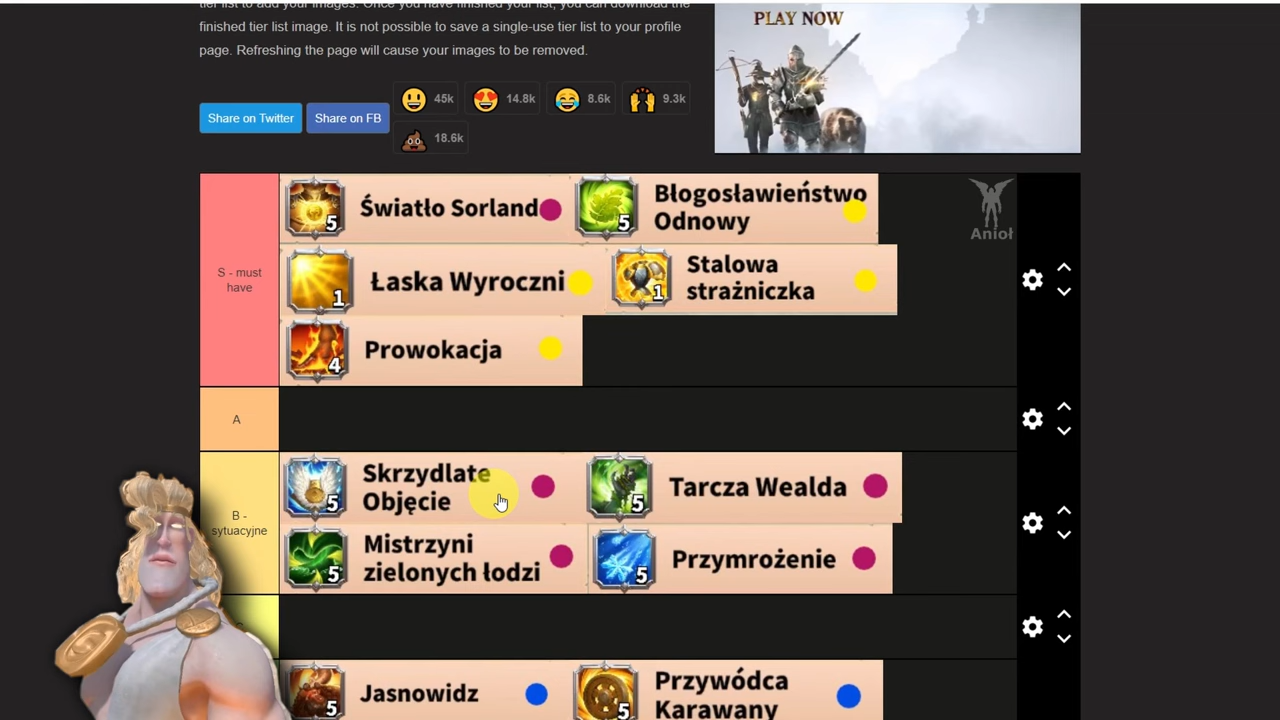 tier list to add your images. Once you have finished your list, you can download the
finished tier list image. It is not possible to save a single-use tier list to your profile
page. Refreshing the page will cause your images to be removed.
PLAY NOW
Share on Twitter
Share on FB
45k
14.8k
8.6k
9.3k
18.6k
S - must
have
5
Światło Sorland
5
Błogosławieństwo
Odnowy
Anioł
1
Łaska Wyroczni
1
Stalowa
strażniczka
4
Prowokacja
A
B -
sytuacyjne
5
Skrzydlate
Objęcie
5
Tarcza Wealda
5
Mistrzyni
zielonych łodzi
5
Przymrożenie
5
Jasnowidz
5
Przywódca
Karawany